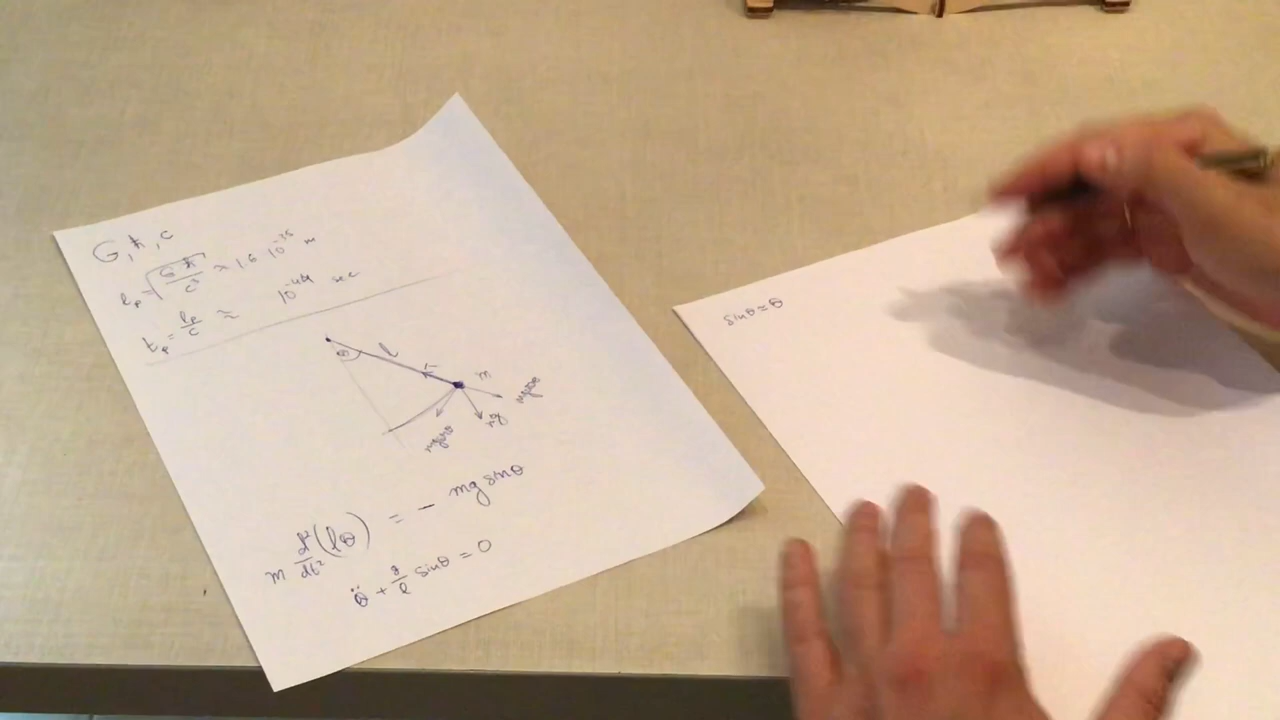 G, ħ, c
lₚ = √(Għ/c³) ≈ 1.6 10⁻³⁵ m
tₚ = lₚ/c ≈ 10⁻⁴⁴ sec
θ l m
mg cosθ
mg
mg sinθ
m d²/dt² (lθ) = - mg sinθ
θ̈ + g/l sinθ = 0
sinθ ≈ θ